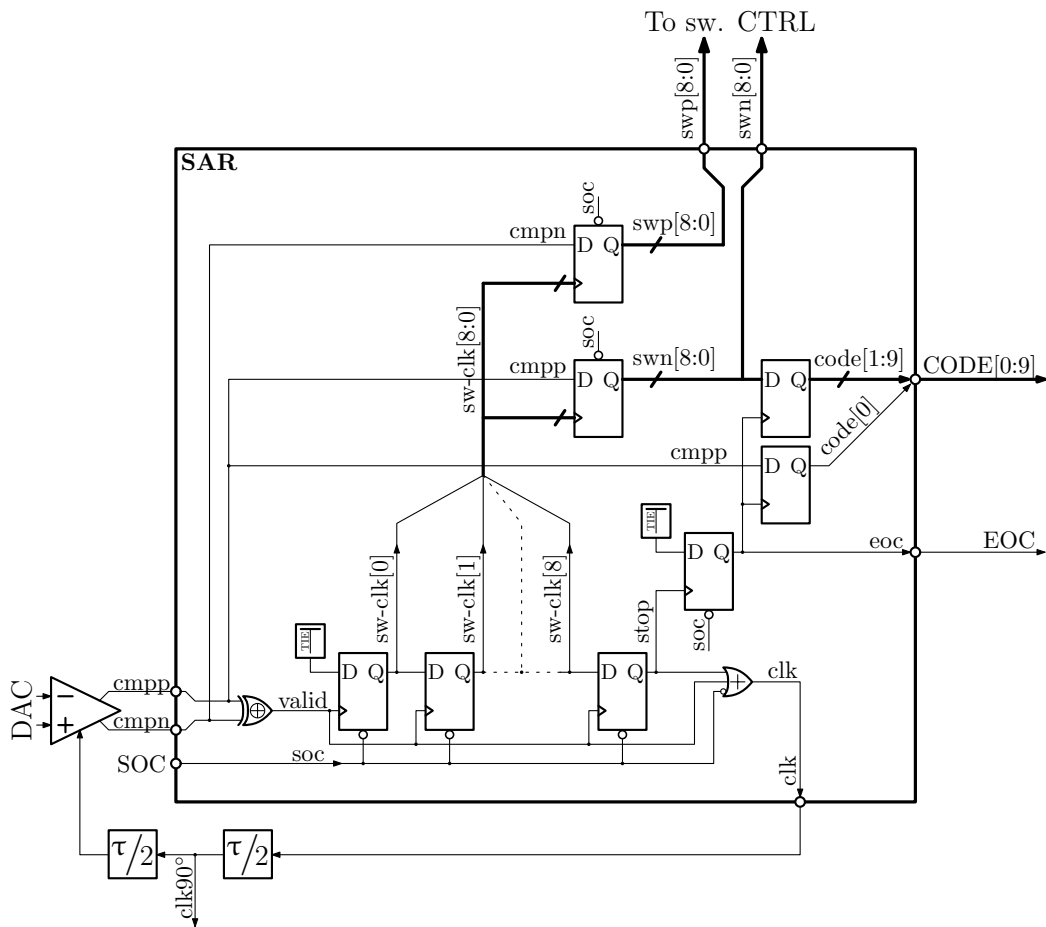 To sw. CTRL
swp[8:0]
swn[8:0]
SAR
soc
cmpn
D Q
swp[8:0]
sw-clk[8:0]
soc
cmpp
D Q
swn[8:0]
D Q
code[1:9]
CODE[0:9]
code[0]
cmpp
D Q
TIE
D Q
eoc
EOC
soc
sw-clk[0]
sw-clk[1]
sw-clk[8]
stop
TIE
D Q
D Q
D Q
clk
DAC
−
+
cmpp
cmpn
⊕
valid
+
SOC
soc
clk
τ/2
τ/2
clk90°